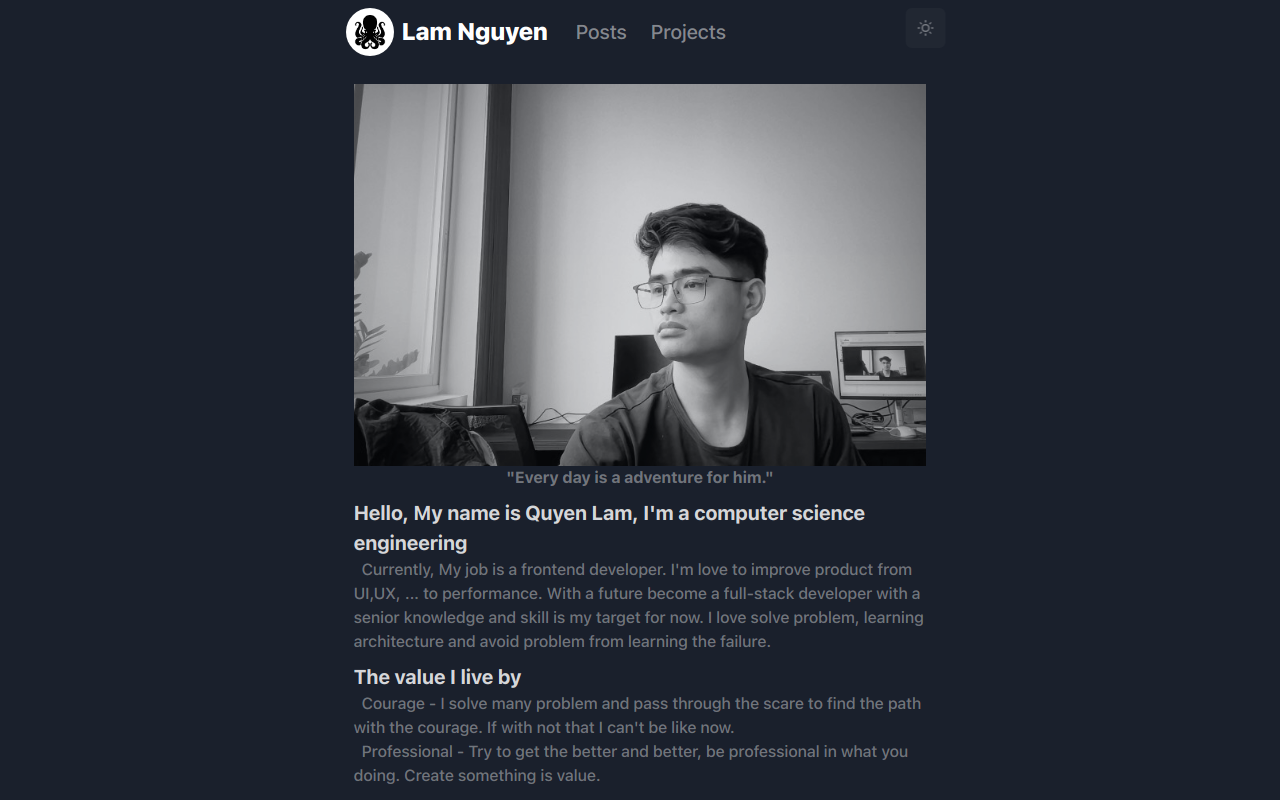 Lam Nguyen Posts Projects
"Every day is a adventure for him."
Hello, My name is Quyen Lam, I'm a computer science
engineering
Currently, My job is a frontend developer. I'm love to improve product from
UI,UX, ... to performance. With a future become a full-stack developer with a
senior knowledge and skill is my target for now. I love solve problem, learning
architecture and avoid problem from learning the failure.
The value I live by
Courage - I solve many problem and pass through the scare to find the path
with the courage. If with not that I can't be like now.
Professional - Try to get the better and better, be professional in what you
doing. Create something is value.